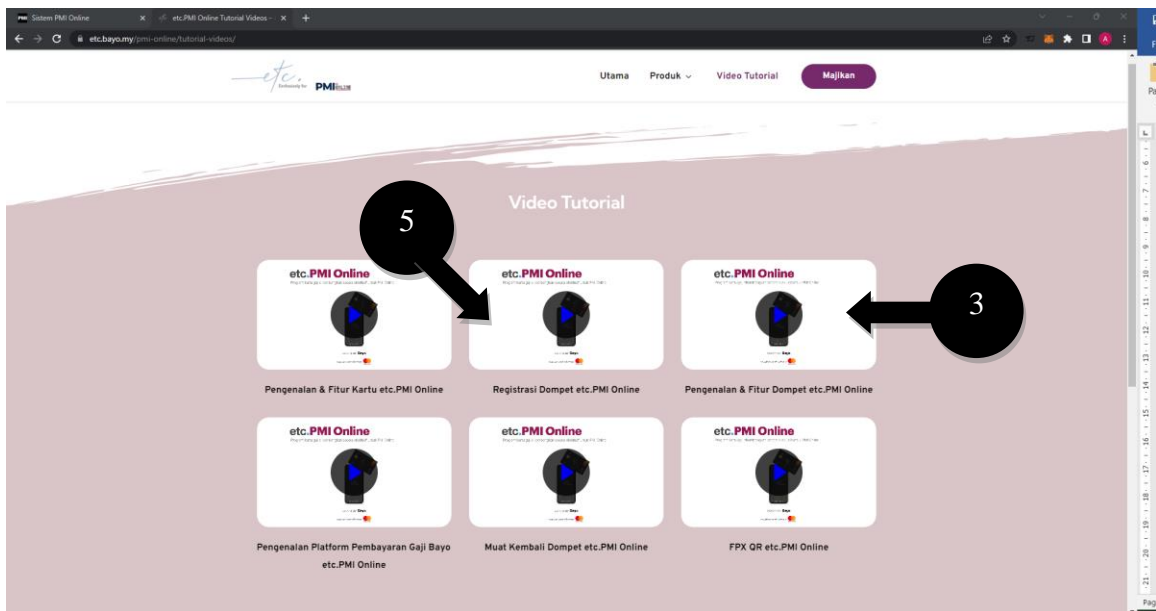 Sistem PMI Online
etc.PMI Online Tutorial Videos -
etc.bayo.my/pmi-online/tutorial-videos/
etc.
PMI
Utama Produk Video Tutorial Majikan
Video Tutorial
5
3
etc.PMI Online etc.PMI Online etc.PMI Online
Pengenalan & Fitur Kartu etc.PMI Online
Registrasi Dompet etc.PMI Online
Pengenalan & Fitur Dompet etc.PMI Online
etc.PMI Online etc.PMI Online etc.PMI Online
Pengenalan Platform Pembayaran Gaji Bayo
etc.PMI Online
Muat Kembali Dompet etc.PMI Online
FPX QR etc.PMI Online